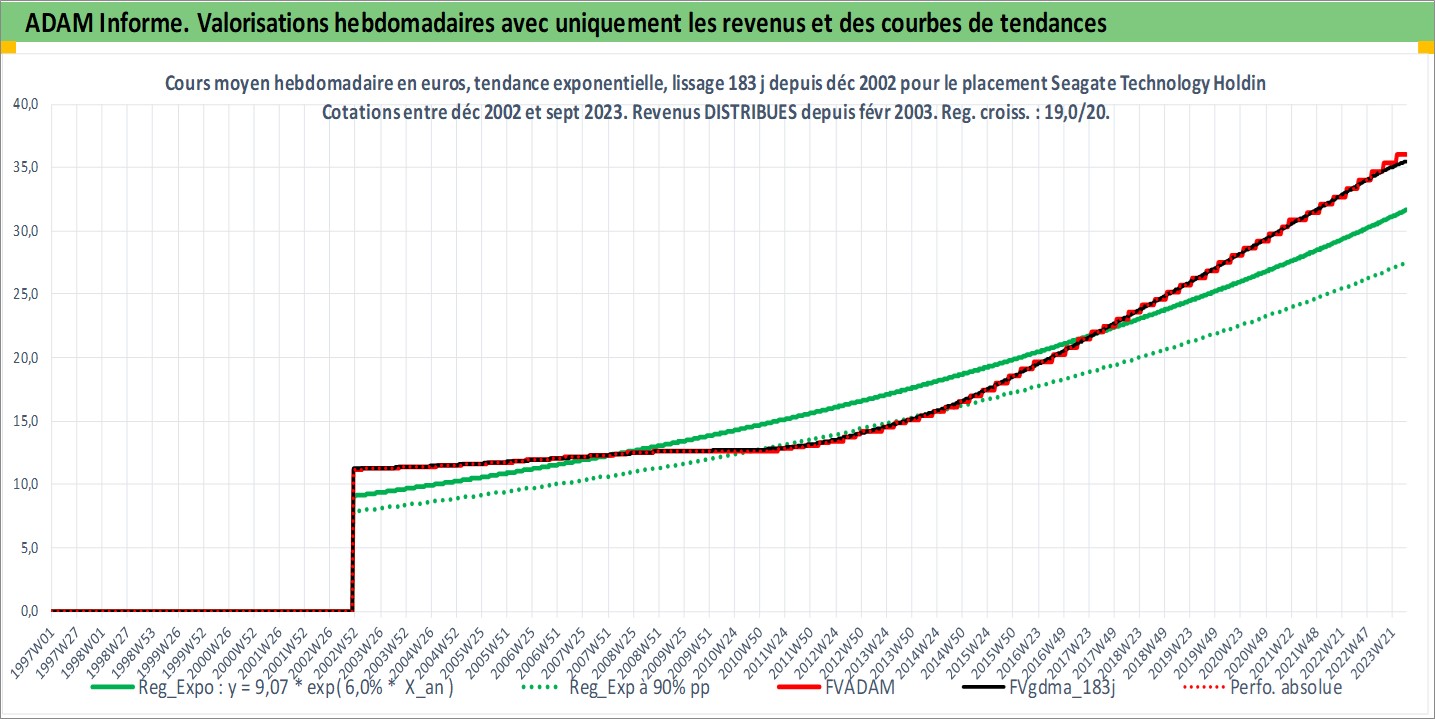 ADAM Informe. Valorisations hebdomadaires avec uniquement les revenus et des courbes de tendances
Cours moyen hebdomadaire en euros, tendance exponentielle, lissage 183 j depuis déc 2002 pour le placement Seagate Technology Holdin
Cotations entre déc 2002 et sept 2023. Revenus DISTRIBUES depuis févr 2003. Reg. croiss. : 19,0/20.
40,0
35,0
30,0
25,0
20,0
15,0
10,0
5,0
0,0
1997W01
1997W27
1998W01
1998W27
1998W53
1999W26
1999W52
2000W26
2000W52
2001W26
2001W52
2002W26
2002W52
2003W26
2003W52
2004W26
2004W52
2005W25
2005W51
2006W25
2006W51
2007W25
2007W51
2008W25
2008W51
2009W25
2009W51
2010W24
2010W50
2011W24
2011W50
2012W24
2012W50
2013W24
2013W50
2014W24
2014W50
2015W24
2015W50
2016W23
2016W49
2017W23
2017W49
2018W23
2018W49
2019W23
2019W49
2020W23
2020W49
2021W22
2021W48
2022W21
2022W47
2023W21
Reg_Expo : y = 9,07 * exp( 6,0% * X_an )
Reg_Exp à 90% pp
FVADAM
FVgdma_183j
Perfo. absolue